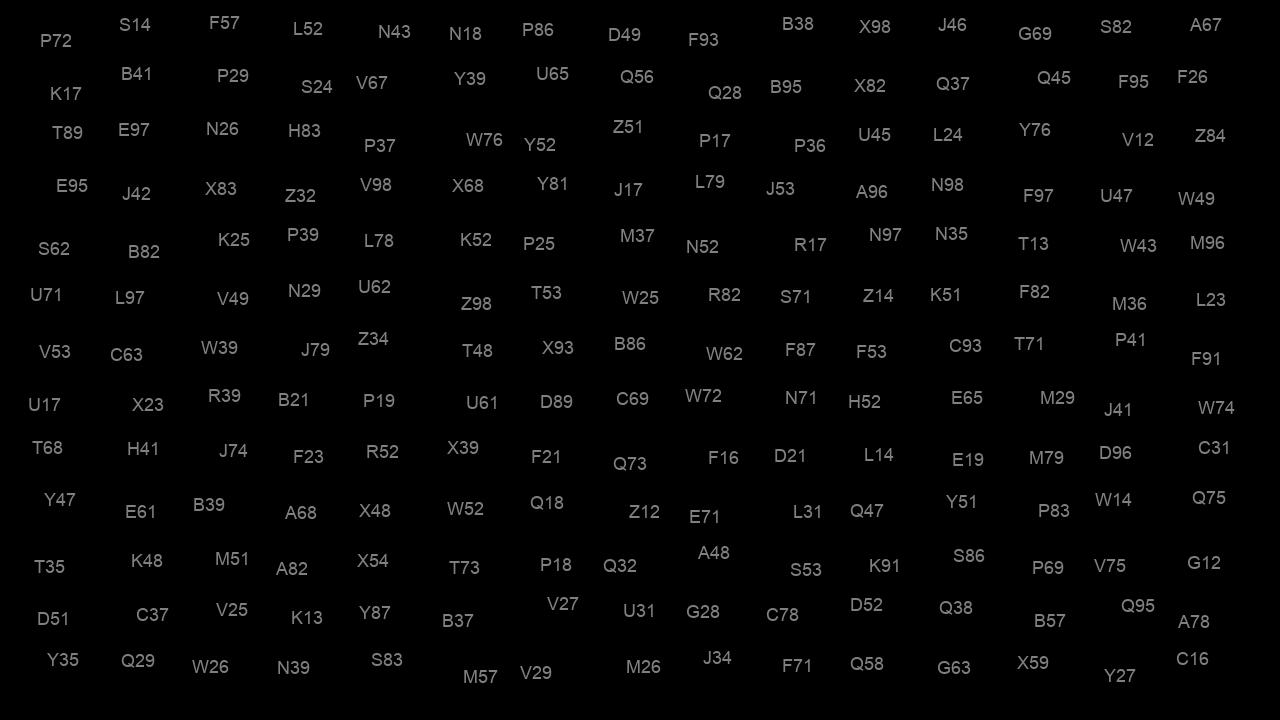 P72 S14 F57 L52 N43 N18 P86 D49 F93 B38 X98 J46 G69 S82 A67
K17 B41 P29 S24 V67 Y39 U65 Q56 Q28 B95 X82 Q37 Q45 F95 F26
T89 E97 N26 H83 P37 W76 Y52 Z51 P17 P36 U45 L24 Y76 V12 Z84
E95 J42 X83 Z32 V98 X68 Y81 J17 L79 J53 A96 N98 F97 U47 W49
S62 B82 K25 P39 L78 K52 P25 M37 N52 R17 N97 N35 T13 W43 M96
U71 L97 V49 N29 U62 Z98 T53 W25 R82 S71 Z14 K51 F82 M36 L23
V53 C63 W39 J79 Z34 T48 X93 B86 W62 F87 F53 C93 T71 P41 F91
U17 X23 R39 B21 P19 U61 D89 C69 W72 N71 H52 E65 M29 J41 W74
T68 H41 J74 F23 R52 X39 F21 Q73 F16 D21 L14 E19 M79 D96 C31
Y47 E61 B39 A68 X48 W52 Q18 Z12 E71 L31 Q47 Y51 P83 W14 Q75
T35 K48 M51 A82 X54 T73 P18 Q32 A48 S53 K91 S86 P69 V75 G12
D51 C37 V25 K13 Y87 B37 V27 U31 G28 C78 D52 Q38 B57 Q95 A78
Y35 Q29 W26 N39 S83 M57 V29 M26 J34 F71 Q58 G63 X59 Y27 C16